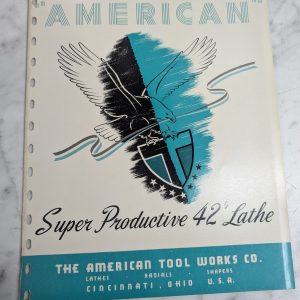 "AMERICAN"
Super Productive 42" Lathe
THE AMERICAN TOOL WORKS CO.
LATHES · RADIALS · SHAPERS
CINCINNATI, OHIO U.S.A.